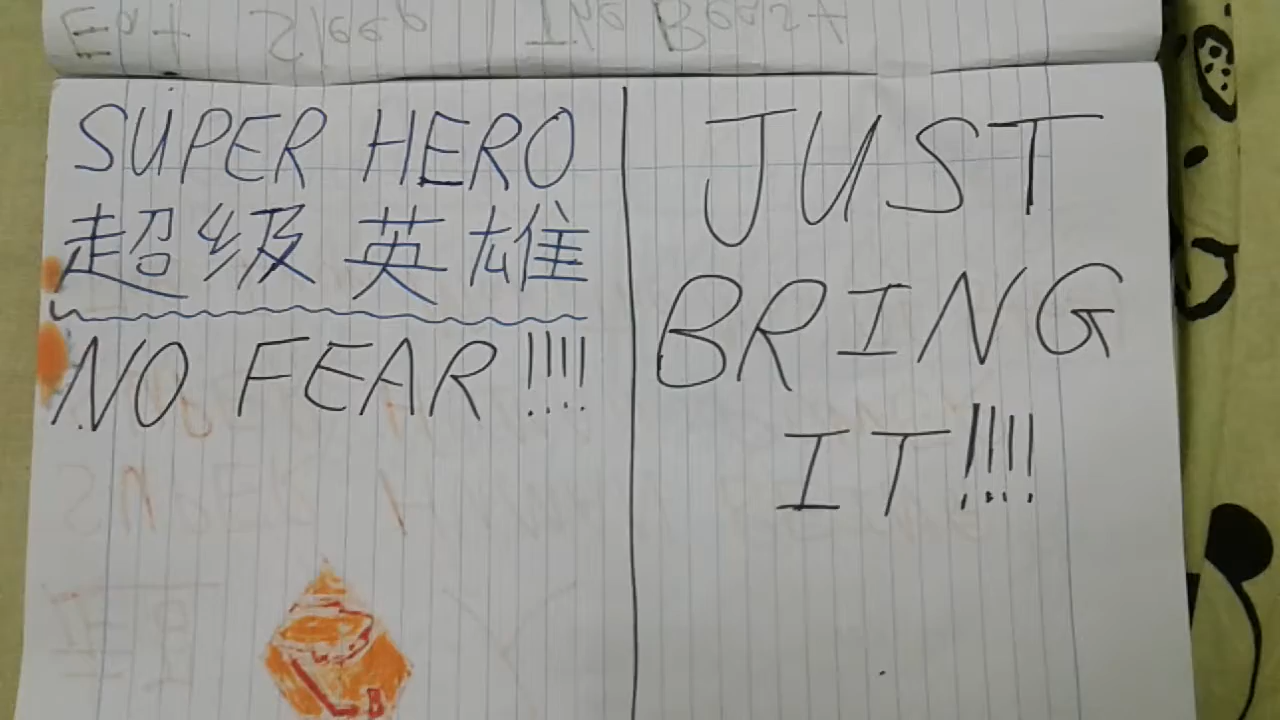 SUPER HERO
超级英雄
NO FEAR!!!!
JUST
BRING
IT!!!!